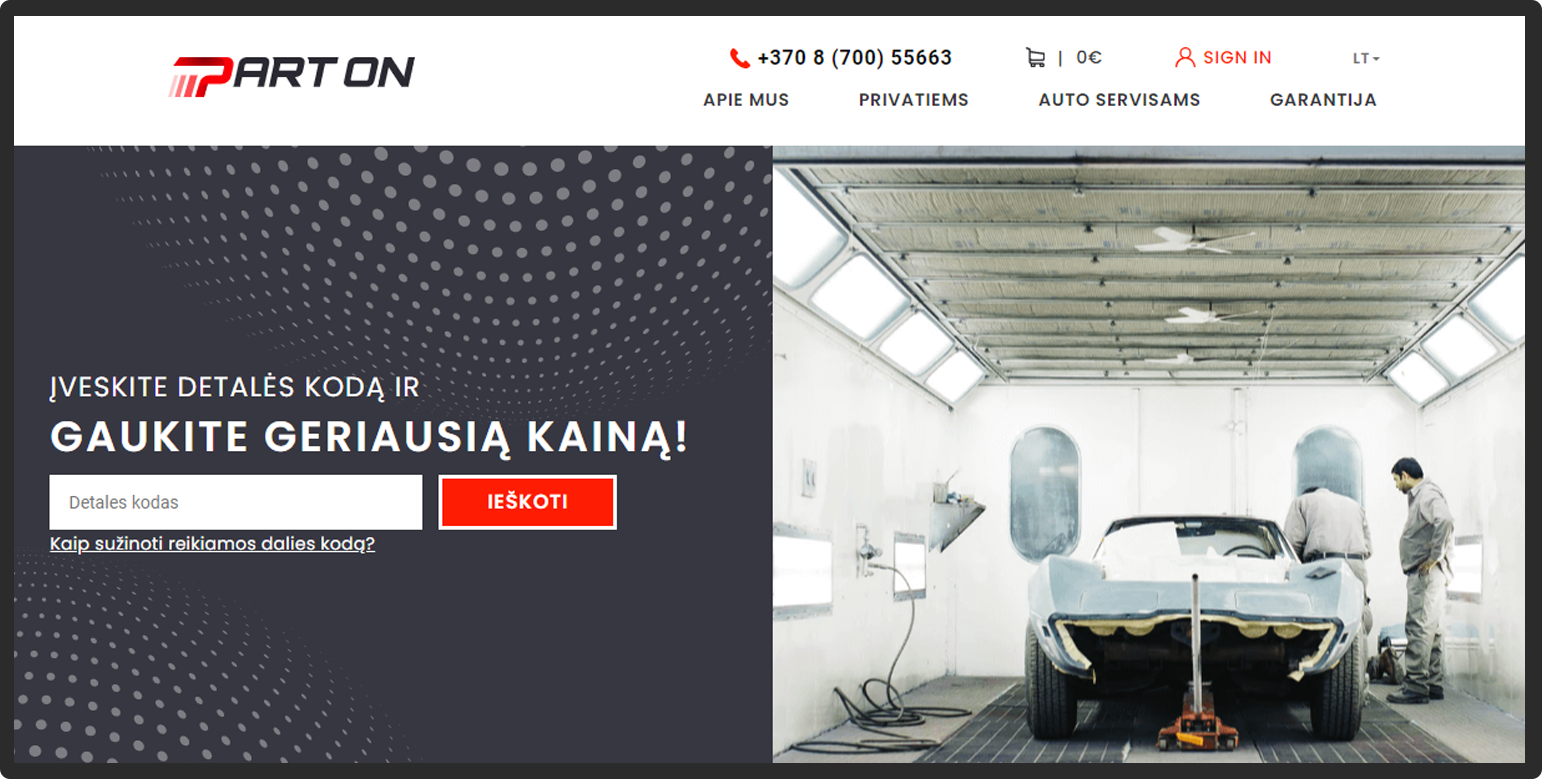 PART ON
+370 8 (700) 55663
| 0€
SIGN IN
LT
APIE MUS
PRIVATIEMS
AUTO SERVISAMS
GARANTIJA
ĮVESKITE DETALĖS KODĄ IR
GAUKITE GERIAUSIĄ KAINĄ!
Detales kodas
IEŠKOTI
Kaip sužinoti reikiamos dalies kodą?